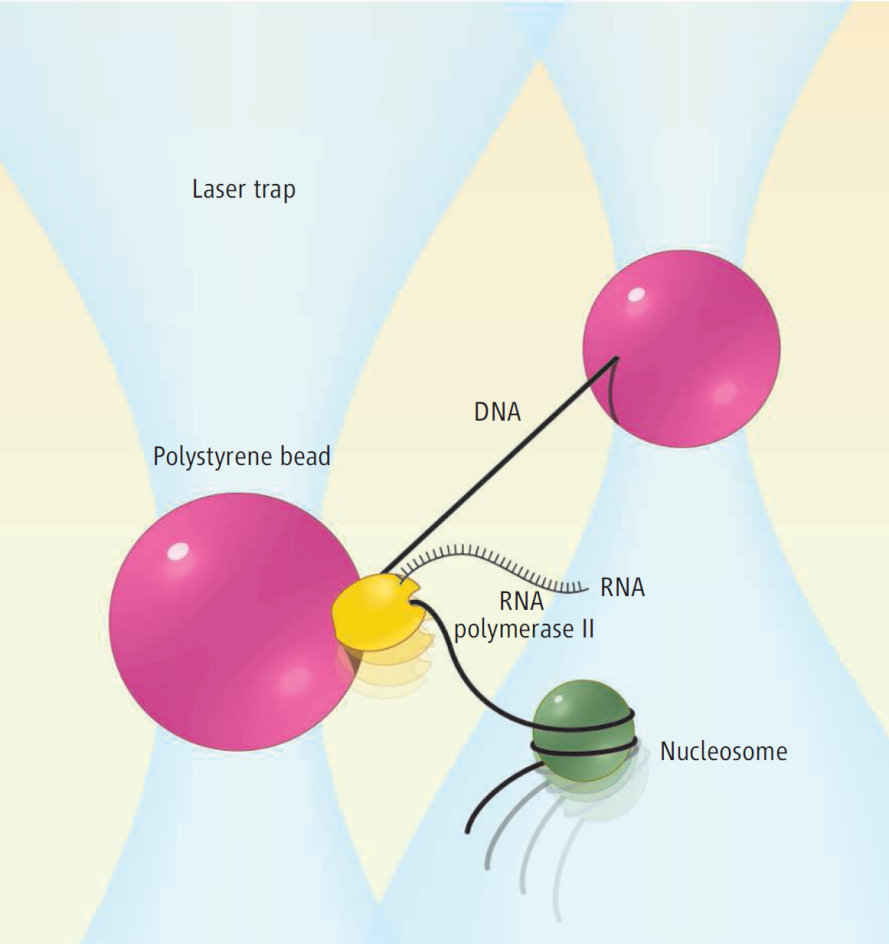 Laser trap
DNA
Polystyrene bead
RNA
RNA
polymerase II
Nucleosome